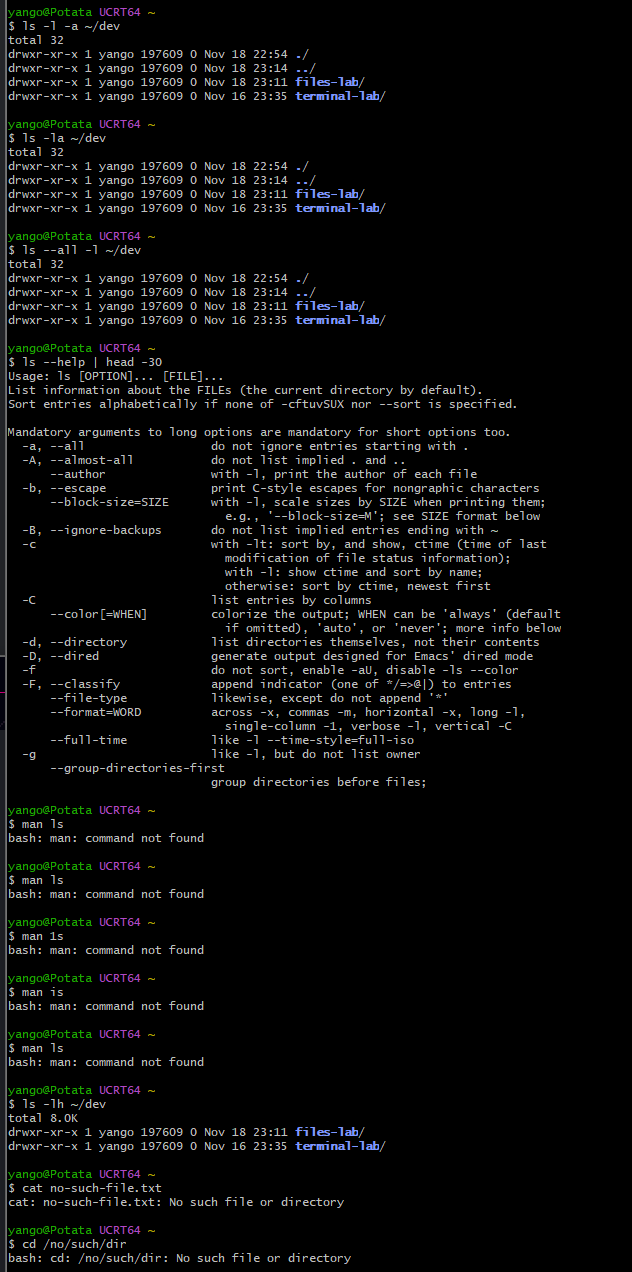 yango@Potata UCRT64 ~
$ ls -l -a ~/dev
total 32
drwxr-xr-x 1 yango 197609 0 Nov 18 22:54 ./
drwxr-xr-x 1 yango 197609 0 Nov 18 23:14 ../
drwxr-xr-x 1 yango 197609 0 Nov 18 23:11 files-lab/
drwxr-xr-x 1 yango 197609 0 Nov 16 23:35 terminal-lab/

yango@Potata UCRT64 ~
$ ls -la ~/dev
total 32
drwxr-xr-x 1 yango 197609 0 Nov 18 22:54 ./
drwxr-xr-x 1 yango 197609 0 Nov 18 23:14 ../
drwxr-xr-x 1 yango 197609 0 Nov 18 23:11 files-lab/
drwxr-xr-x 1 yango 197609 0 Nov 16 23:35 terminal-lab/

yango@Potata UCRT64 ~
$ ls --all -l ~/dev
total 32
drwxr-xr-x 1 yango 197609 0 Nov 18 22:54 ./
drwxr-xr-x 1 yango 197609 0 Nov 18 23:14 ../
drwxr-xr-x 1 yango 197609 0 Nov 18 23:11 files-lab/
drwxr-xr-x 1 yango 197609 0 Nov 16 23:35 terminal-lab/

yango@Potata UCRT64 ~
$ ls --help | head -30
Usage: ls [OPTION]... [FILE]...
List information about the FILEs (the current directory by default).
Sort entries alphabetically if none of -cftuvSUX nor --sort is specified.

Mandatory arguments to long options are mandatory for short options too.
  -a, --all                  do not ignore entries starting with .
  -A, --almost-all           do not list implied . and ..
      --author               with -l, print the author of each file
  -b, --escape               print C-style escapes for nongraphic characters
      --block-size=SIZE      with -l, scale sizes by SIZE when printing them;
                               e.g., '--block-size=M'; see SIZE format below
  -B, --ignore-backups       do not list implied entries ending with ~
  -c                         with -lt: sort by, and show, ctime (time of last
                               modification of file status information);
                               with -l: show ctime and sort by name;
                               otherwise: sort by ctime, newest first
  -C                         list entries by columns
      --color[=WHEN]         colorize the output; WHEN can be 'always' (default
                               if omitted), 'auto', or 'never'; more info below
  -d, --directory            list directories themselves, not their contents
  -D, --dired                generate output designed for Emacs' dired mode
  -f                         do not sort, enable -aU, disable -ls --color
  -F, --classify             append indicator (one of */=>@|) to entries
      --file-type            likewise, except do not append '*'
      --format=WORD          across -x, commas -m, horizontal -x, long -l,
                               single-column -1, verbose -l, vertical -C
      --full-time            like -l --time-style=full-iso
  -g                         like -l, but do not list owner
      --group-directories-first
                             group directories before files;

yango@Potata UCRT64 ~
$ man ls
bash: man: command not found

yango@Potata UCRT64 ~
$ man ls
bash: man: command not found

yango@Potata UCRT64 ~
$ man 1s
bash: man: command not found

yango@Potata UCRT64 ~
$ man is
bash: man: command not found

yango@Potata UCRT64 ~
$ man ls
bash: man: command not found

yango@Potata UCRT64 ~
$ ls -lh ~/dev
total 8.0K
drwxr-xr-x 1 yango 197609 0 Nov 18 23:11 files-lab/
drwxr-xr-x 1 yango 197609 0 Nov 16 23:35 terminal-lab/

yango@Potata UCRT64 ~
$ cat no-such-file.txt
cat: no-such-file.txt: No such file or directory

yango@Potata UCRT64 ~
$ cd /no/such/dir
bash: cd: /no/such/dir: No such file or directory